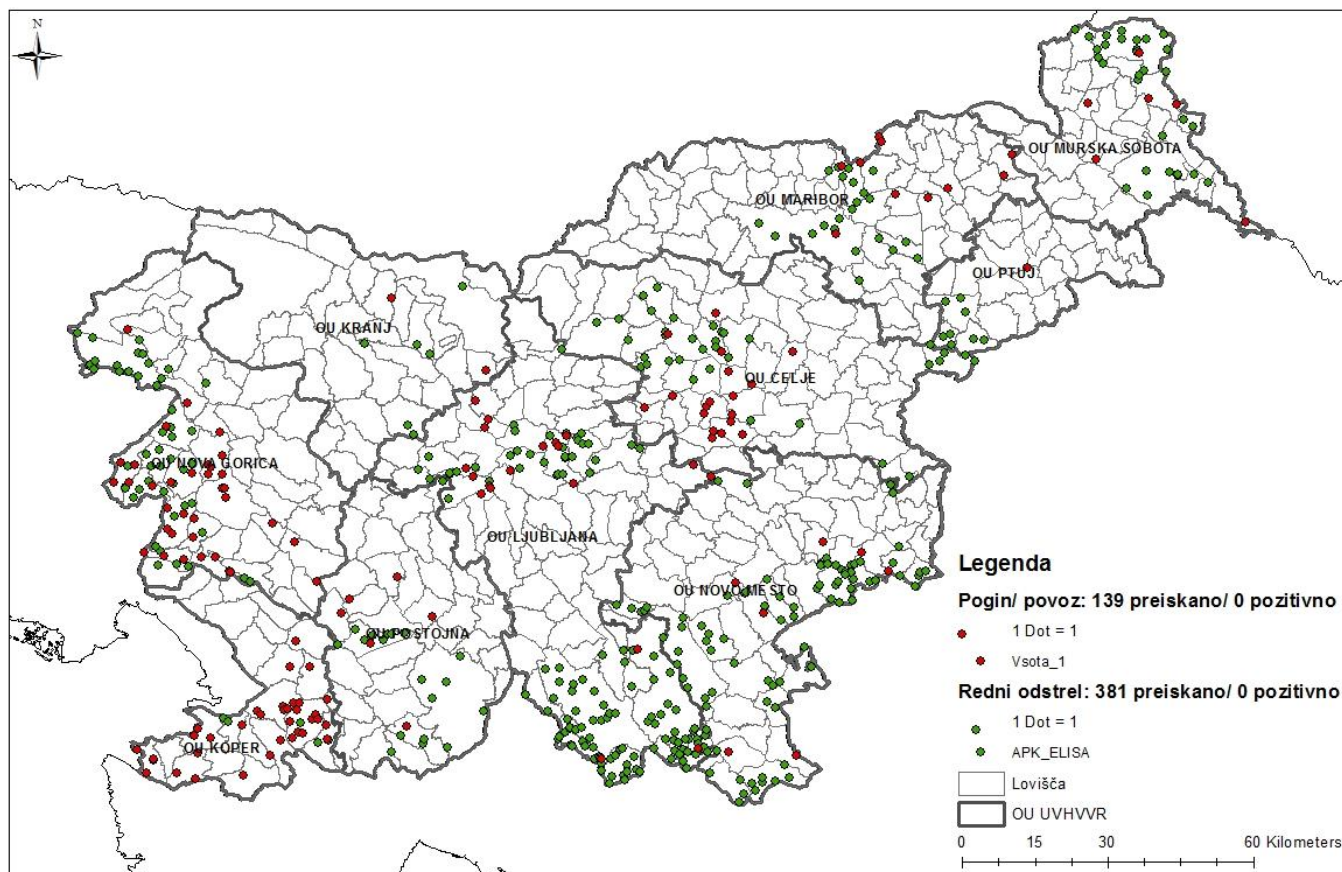 N
OU MURSKA SOBOTA
OU MARIBOR
OU PTUJ
OU KRANJ
OU CELJE
OU NOVA GORICA
OU LJUBLJANA
OU NOVO MESTO
OU POSTOJNA
OU KOPER
Legenda
Pogin/ povoz: 139 preiskano/ 0 pozitivno
1 Dot = 1
Vsota_1
Redni odstrel: 381 preiskano/ 0 pozitivno
1 Dot = 1
APK_ELISA
Lovišča
OU UVHVVR
0 15 30 60 Kilometers